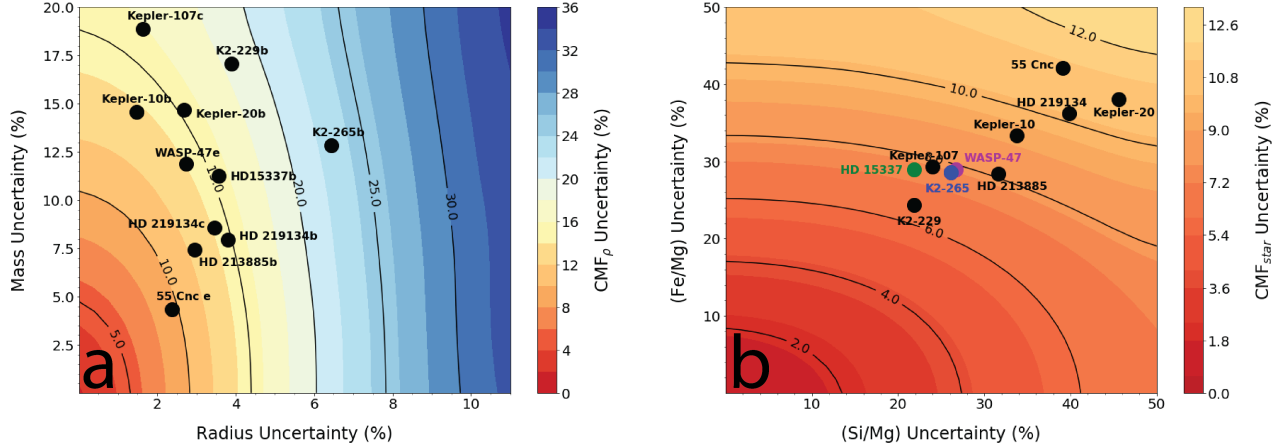 20.0
17.5
15.0
12.5
10.0
7.5
5.0
2.5
Mass Uncertainty (%)
Kepler-107c
K2-229b
Kepler-10b
Kepler-20b
K2-265b
WASP-47e
HD15337b
HD 219134c
HD 219134b
HD 213885b
55 Cnc e
5.0
10.0
15.0
20.0
25.0
30.0
a
2
4
6
8
10
Radius Uncertainty (%)
36
32
28
24
20
16
12
8
4
0
CMFρ Uncertainty (%)
50
40
30
20
10
(Fe/Mg) Uncertainty (%)
12.0
55 Cnc
10.0
HD 219134
Kepler-20
Kepler-10
Kepler-107
WASP-47
HD 15337
K2-265
HD 213885
K2-229
6.0
4.0
2.0
b
10
20
30
40
50
(Si/Mg) Uncertainty (%)
12.6
10.8
9.0
7.2
5.4
3.6
1.8
0.0
CMFstar Uncertainty (%)